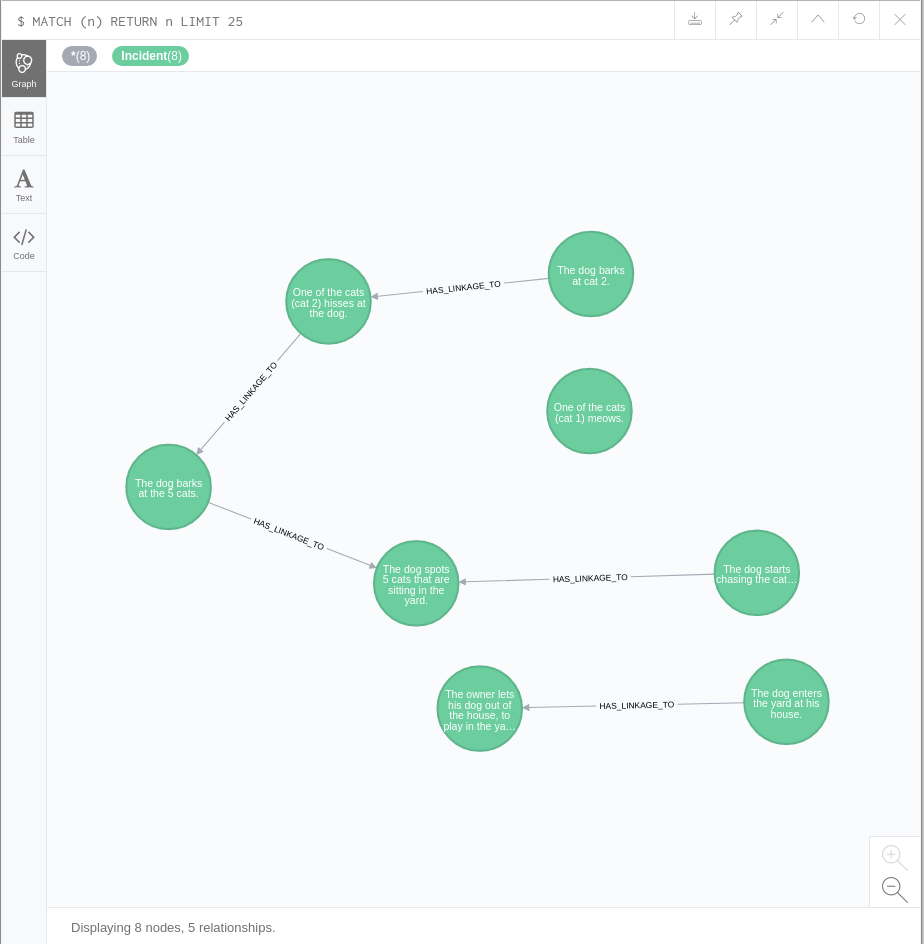 $ MATCH (n) RETURN n LIMIT 25
*(8)
Incident(8)
Graph
Table
Text
Code
The dog barks
at cat 2.
HAS_LINKAGE_TO
One of the cats
(cat 2) hisses at
the dog.
HAS_LINKAGE_TO
One of the cats
(cat 1) meows.
The dog barks
at the 5 cats.
HAS_LINKAGE_TO
The dog spots
5 cats that are
sitting in the
yard.
HAS_LINKAGE_TO
The dog starts
chasing the cat…
The owner lets
his dog out of
the house, to
play in the ya…
HAS_LINKAGE_TO
The dog enters
the yard at his
house.
Displaying 8 nodes, 5 relationships.